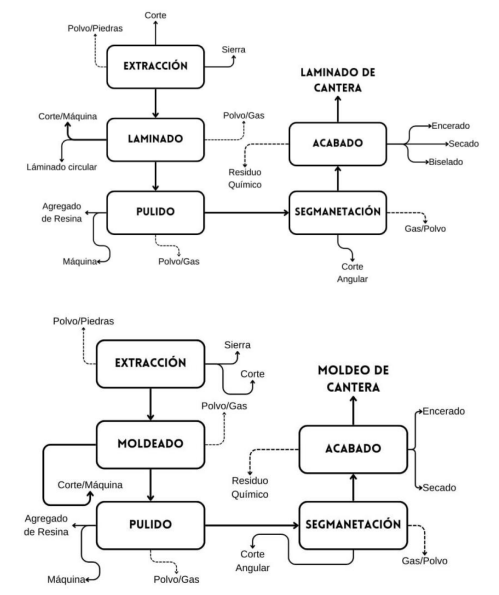 Corte
Polvo/Piedras
Sierra
EXTRACCIÓN
LAMINADO DE
CANTERA
Corte/Máquina
Polvo/Gas
LAMINADO
Láminado circular
Encerado
ACABADO
Secado
Residuo
Químico
Biselado
Agregado
de Resina
PULIDO
SEGMANETACIÓN
Gas/Polvo
Máquina
Polvo/Gas
Corte
Angular
Polvo/Piedras
Sierra
EXTRACCIÓN
Corte
MOLDEO DE
CANTERA
Polvo/Gas
Encerado
MOLDEADO
ACABADO
Corte/Máquina
Residuo
Químico
Secado
Agregado
de Resina
PULIDO
SEGMANETACIÓN
Corte
Angular
Gas/Polvo
Máquina
Polvo/Gas